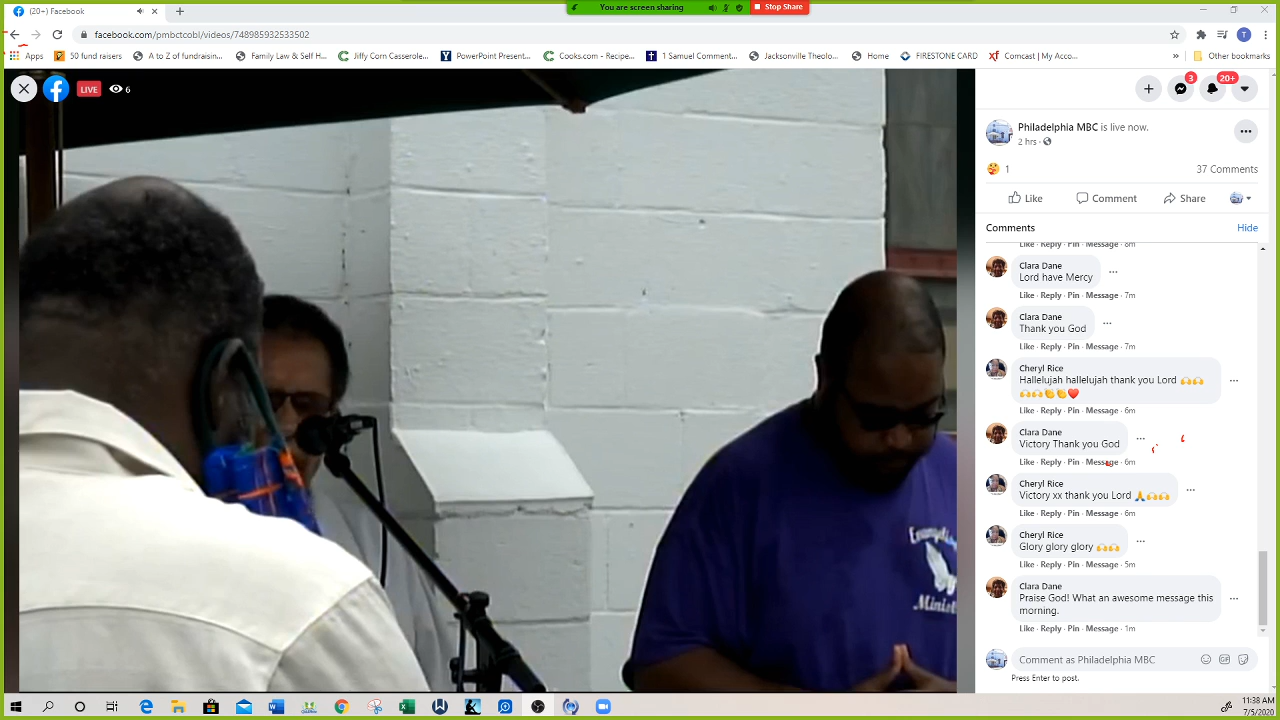 (20+) Facebook
You are screen sharing
Stop Share
facebook.com/pmbctcobl/videos/748985932533502
T
Apps
50 fund raisers
A to Z of fundraisin...
Family Law & Self H...
Jiffy Corn Casserole...
PowerPoint Present...
Cooks.com - Recipe...
1 Samuel Comment...
Jacksonville Theolo...
Home
FIRESTONE CARD
Comcast | My Acco...
»
Other bookmarks
LIVE
6
3
20+
Philadelphia MBC is live now.
2 hrs ·
1
37 Comments
Like
Comment
Share
Comments
Hide
Like · Reply · Pin · Message · 8m
Clara Dane
Lord have Mercy
Like · Reply · Pin · Message · 7m
Clara Dane
Thank you God
Like · Reply · Pin · Message · 7m
Cheryl Rice
Hallelujah hallelujah thank you Lord 🙌🙌
🙌🙌👏👏❤️
Like · Reply · Pin · Message · 6m
Clara Dane
Victory Thank you God
Like · Reply · Pin · Message · 6m
Cheryl Rice
Victory xx thank you Lord 🙏🙌🙌
Like · Reply · Pin · Message · 6m
Cheryl Rice
Glory glory glory 🙌🙌
Like · Reply · Pin · Message · 5m
Clara Dane
Praise God! What an awesome message this
morning.
Like · Reply · Pin · Message · 1m
Comment as Philadelphia MBC
GIF
Press Enter to post.
11:38 AM
7/5/2020